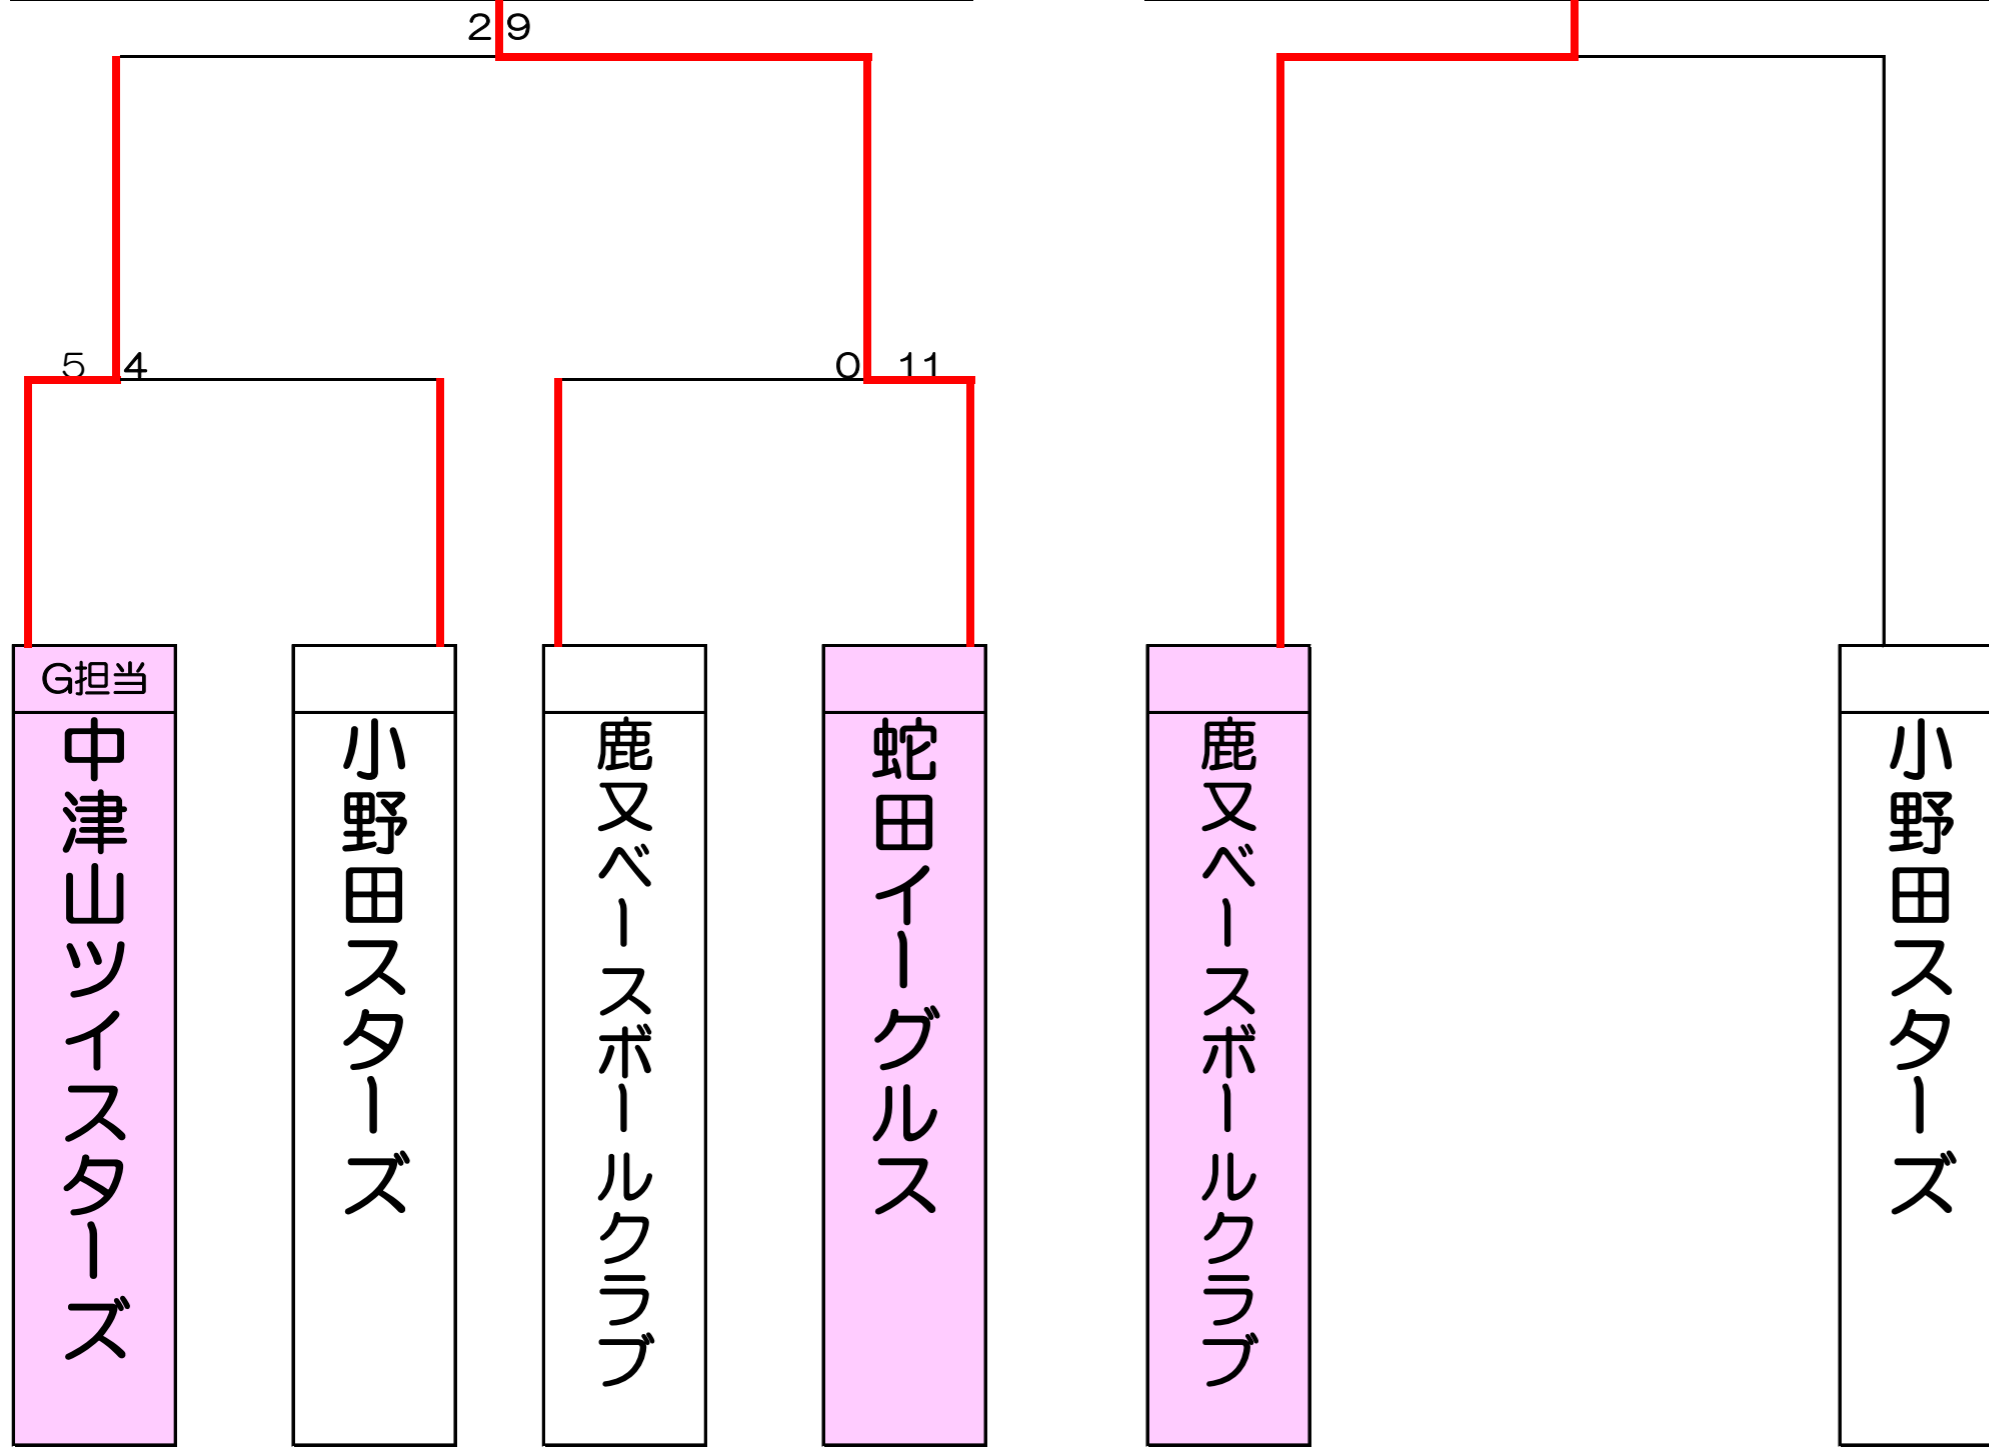 2 9
5 4
0 11
G担当
中津山ツイスターズ
小野田スターズ
鹿又ベースボールクラブ
蛇田イーグルス
鹿又ベースボールクラブ
小野田スターズ